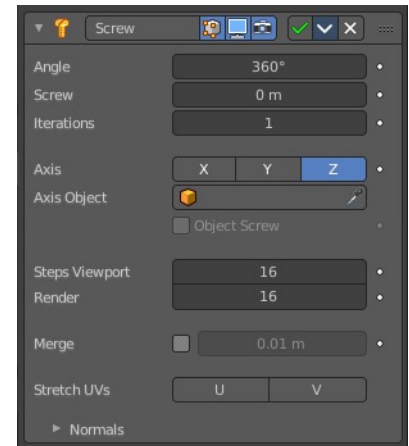 Screw
Angle 360°
Screw 0 m
Iterations 1
Axis X Y Z
Axis Object
Object Screw
Steps Viewport 16
Render 16
Merge 0.01 m
Stretch UVs U V
Normals